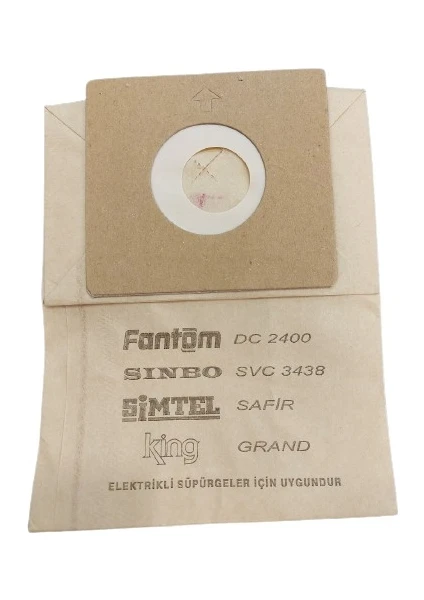 Fantom DC 2400
SINBO SVC 3438
SİMTEL SAFİR
king GRAND
ELEKTRİKLİ SÜPÜRGELER İÇİN UYGUNDUR